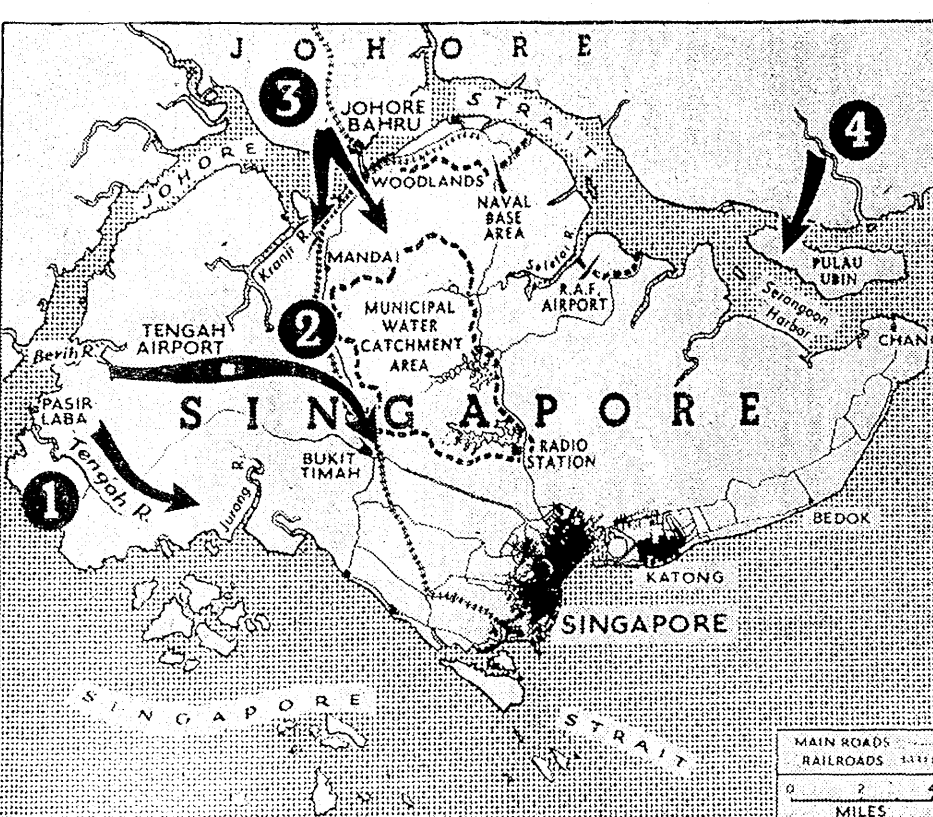 JOHORE
3
JOHORE
BAHRU
STRAIT
4
JOHORE
WOODLANDS
NAVAL
BASE
AREA
Kranji R.
MANDAI
Seletar R.
R.A.F.
AIRPORT
PULAU
UBIN
Serangoon
Harbor
MUNICIPAL
WATER
CATCHMENT
AREA
2
TENGAH
AIRPORT
Berih R.
CHANG
PASIR
LABA
SINGAPORE
Tengah R.
1
BUKIT
TIMAH
RADIO
STATION
Jurong R.
BEDOK
KATONG
SINGAPORE
SINGAPORE
STRAIT
MAIN ROADS
RAILROADS
0 2 4
MILES